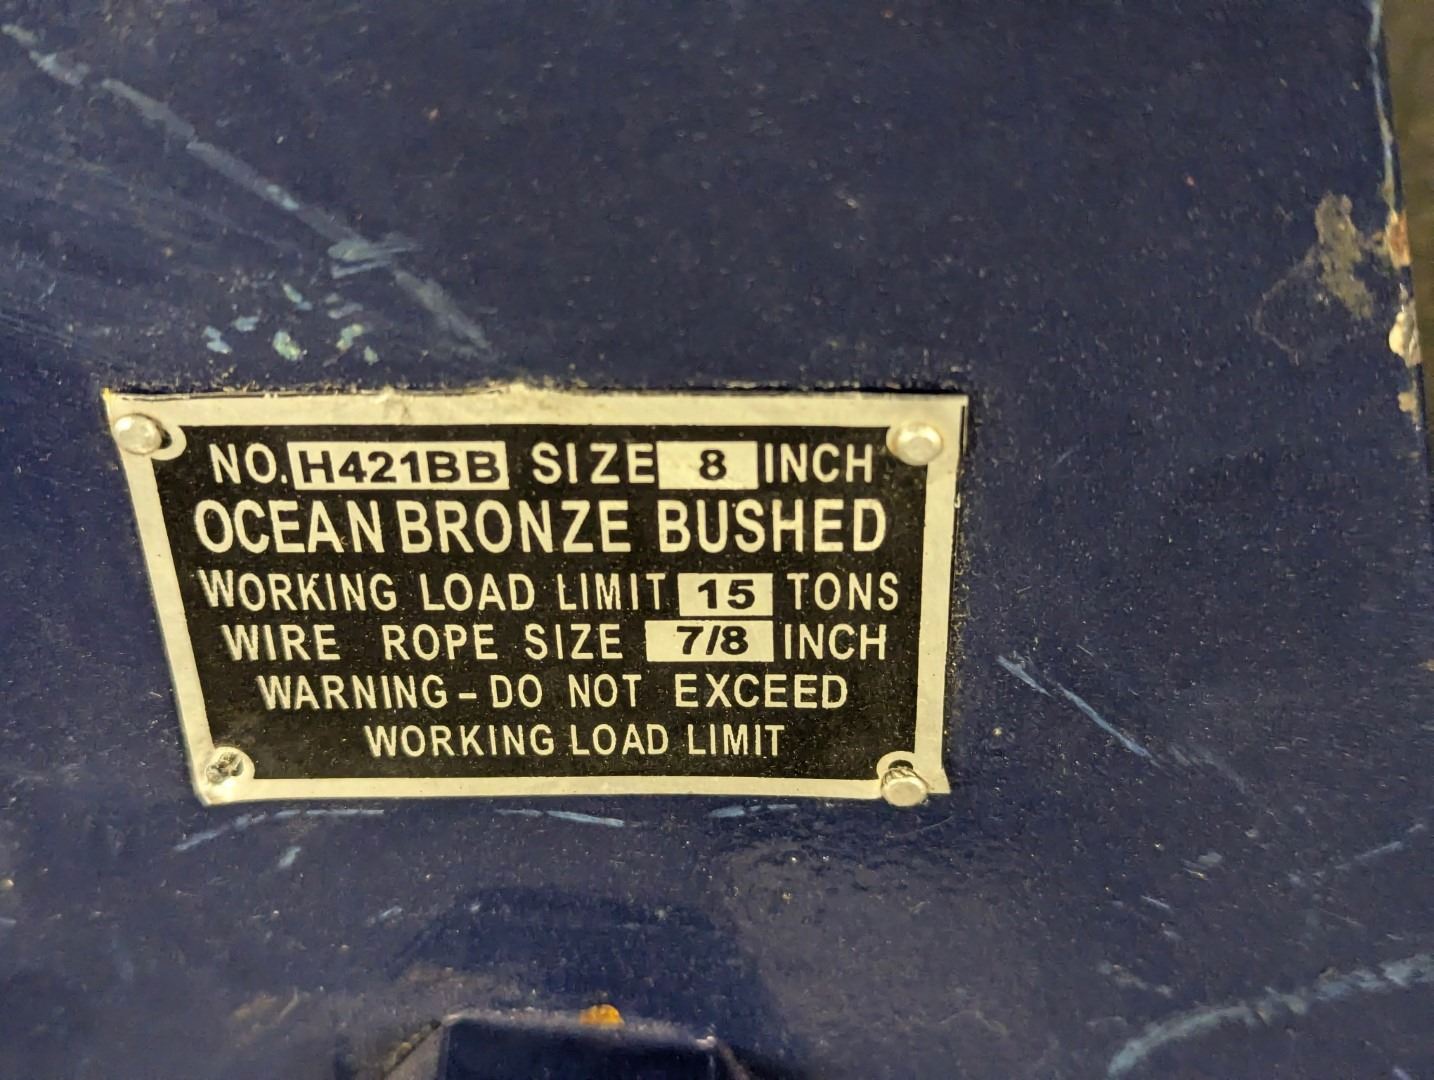 NO. H421BB SIZE 8 INCH
OCEAN BRONZE BUSHED
WORKING LOAD LIMIT 15 TONS
WIRE ROPE SIZE 7/8 INCH
WARNING - DO NOT EXCEED
WORKING LOAD LIMIT